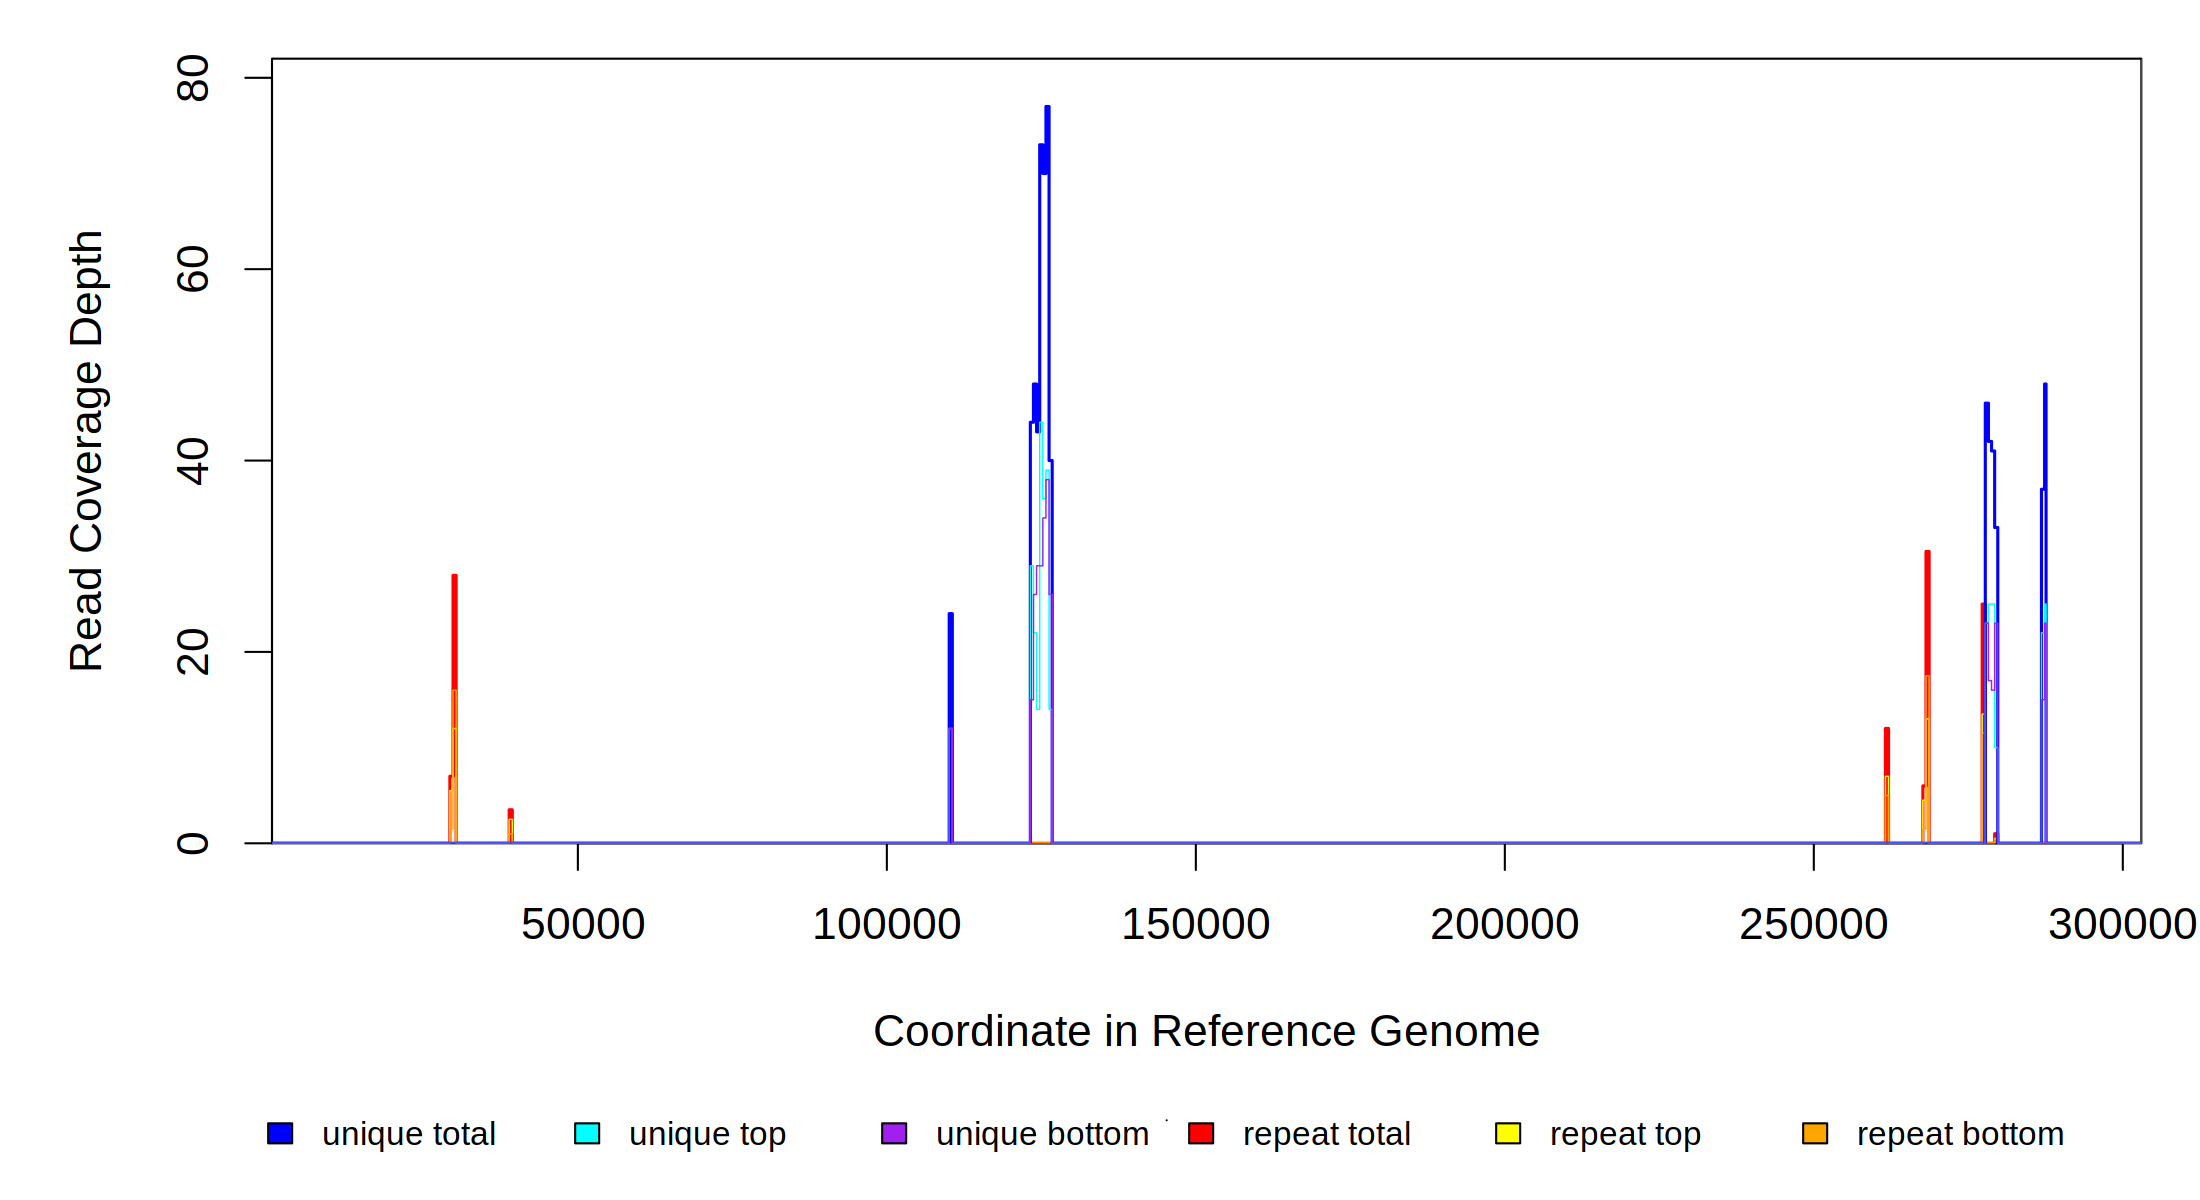 80
60
40
20
0
Read Coverage Depth
50000 100000 150000 200000 250000 300000
Coordinate in Reference Genome
unique total unique top unique bottom repeat total repeat top repeat bottom